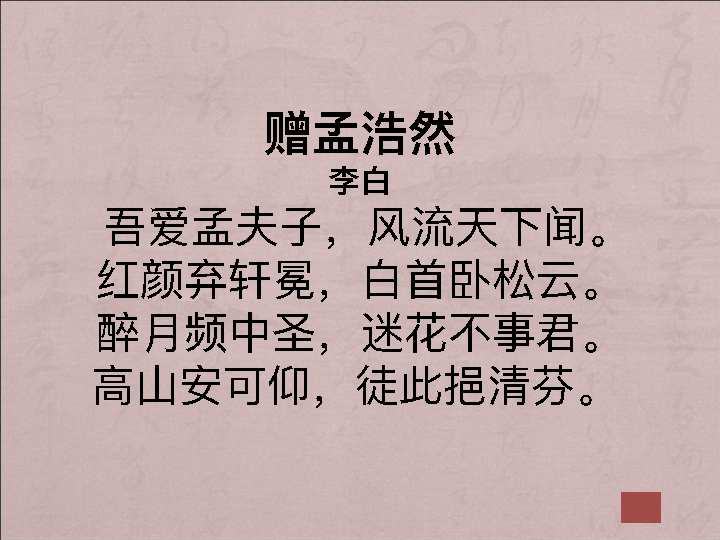 赠孟浩然
李白
吾爱孟夫子，风流天下闻。
红颜弃轩冕，白首卧松云。
醉月频中圣，迷花不事君。
高山安可仰，徒此挹清芬。